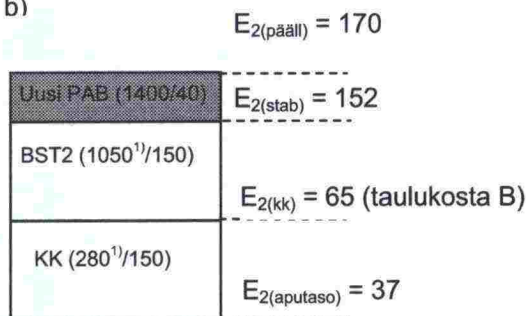 b)
E2(pääll) = 170
Uusi PAB (1400/40)
E2(stab) = 152
BST2 (1050¹⁾/150)
E2(kk) = 65 (taulukosta B)
KK (280¹⁾/150)
E2(aputaso) = 37